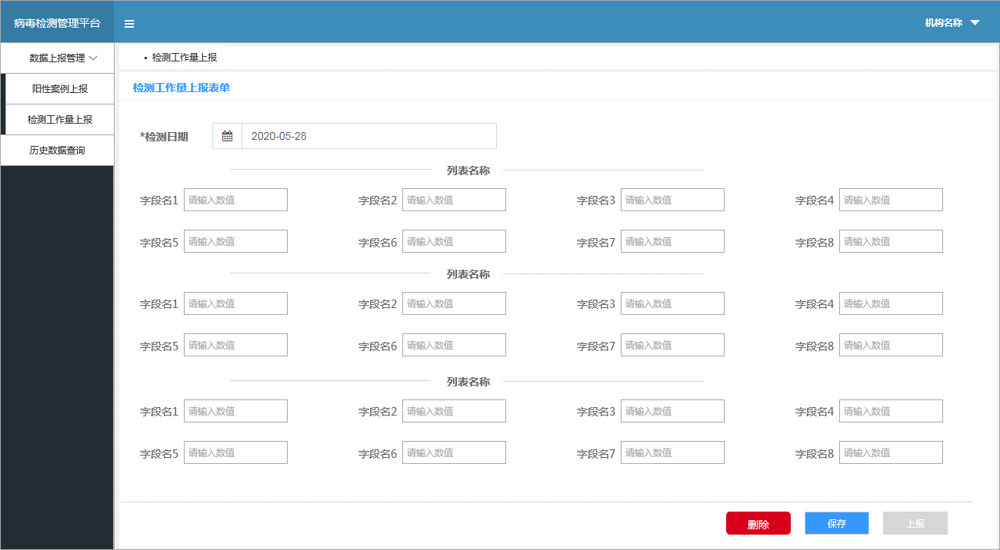 病毒检测管理平台
机构名称
数据上报管理
阳性案例上报
检测工作量上报
历史数据查询
• 检测工作量上报
检测工作量上报表单
*检测日期 2020-05-28
列表名称
字段名1 请输入数值 字段名2 请输入数值 字段名3 请输入数值 字段名4 请输入数值
字段名5 请输入数值 字段名6 请输入数值 字段名7 请输入数值 字段名8 请输入数值
列表名称
字段名1 请输入数值 字段名2 请输入数值 字段名3 请输入数值 字段名4 请输入数值
字段名5 请输入数值 字段名6 请输入数值 字段名7 请输入数值 字段名8 请输入数值
列表名称
字段名1 请输入数值 字段名2 请输入数值 字段名3 请输入数值 字段名4 请输入数值
字段名5 请输入数值 字段名6 请输入数值 字段名7 请输入数值 字段名8 请输入数值
删除 保存 上报